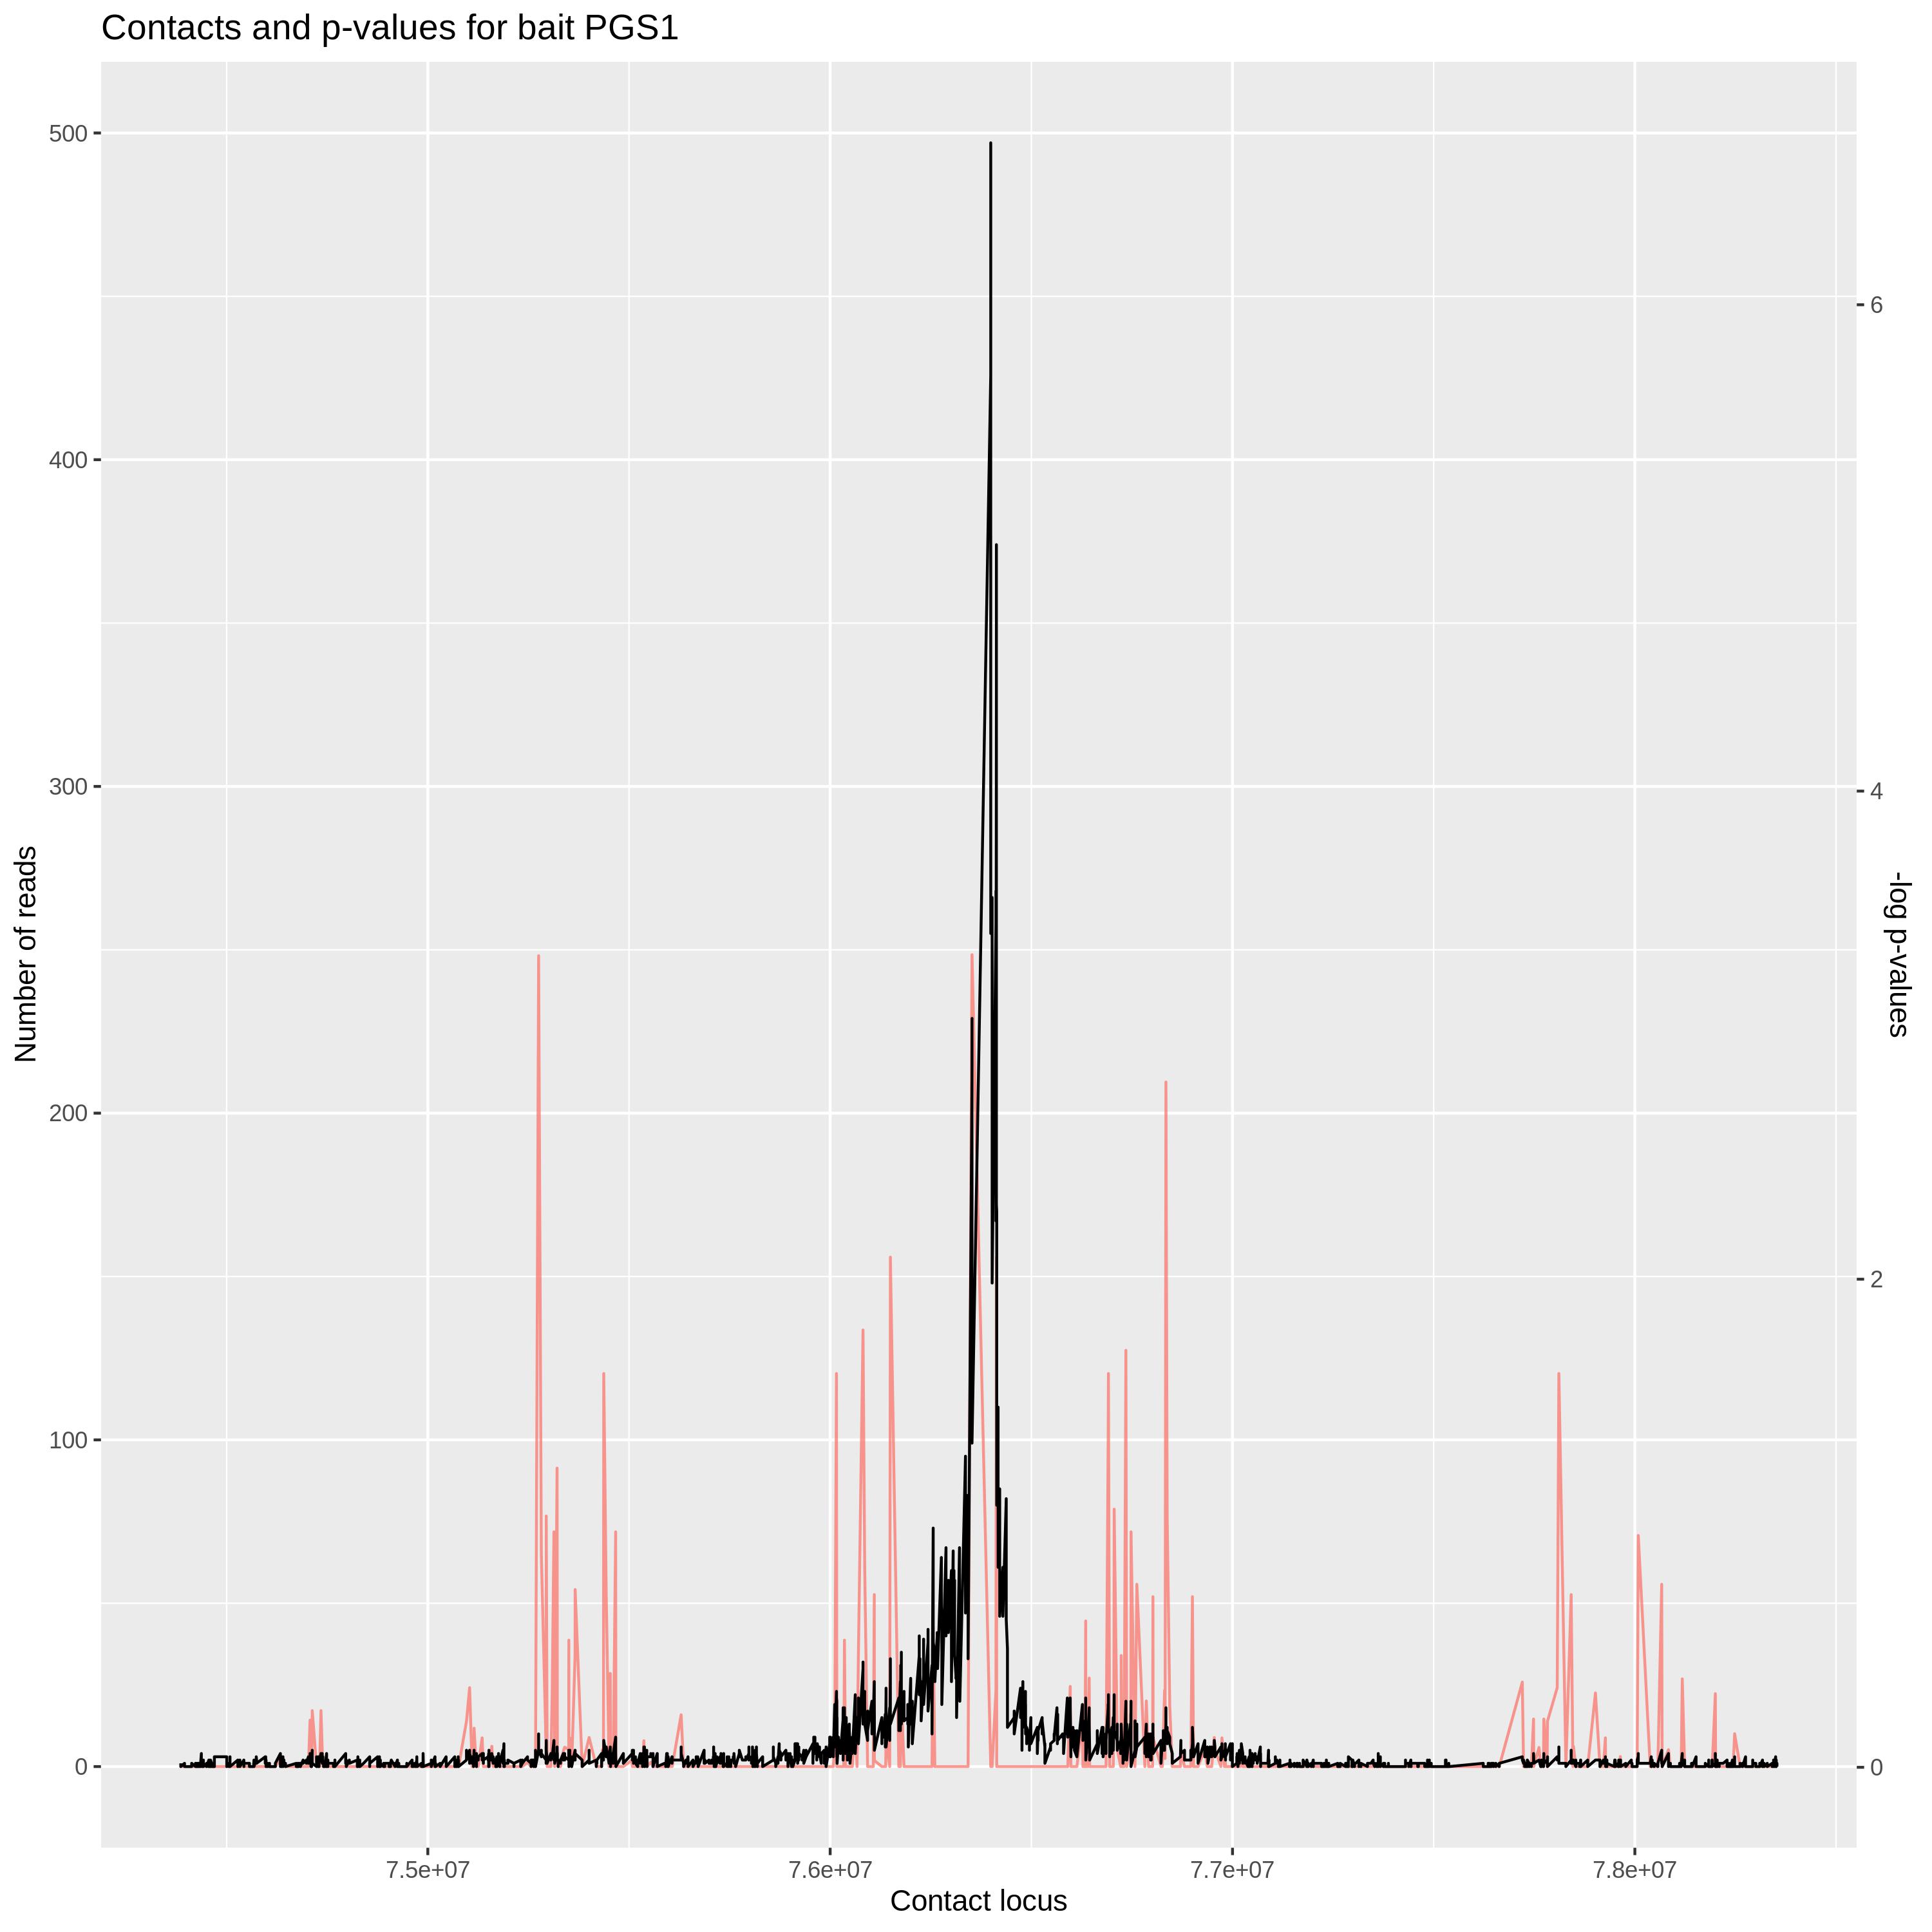 Contacts and p-values for bait PGS1
500
400
300
200
100
0
6
4
2
0
Number of reads
-log p-values
7.5e+07 7.6e+07 7.7e+07 7.8e+07
Contact locus